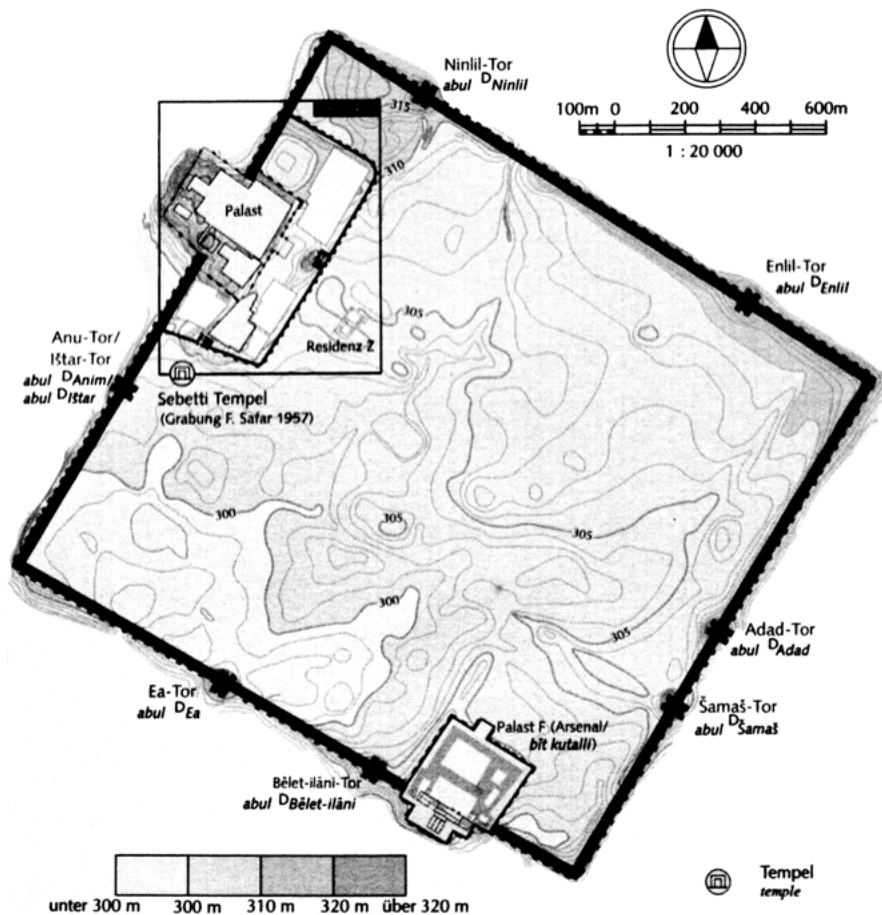 Ninlil-Tor
abul ᴰNinlil
100m 0 200 400 600m
1 : 20 000
315
310
Palast
Enlil-Tor
abul ᴰEnlil
305
Residenz Z
Anu-Tor/
Ištar-Tor
abul ᴰAnim/
abul ᴰIštar
Sebetti Tempel
(Grabung F. Safar 1957)
300
305
305
300
305
Adad-Tor
abul ᴰAdad
Ea-Tor
abul ᴰEa
Šamaš-Tor
abul ᴰŠamaš
Palast F (Arsenal/
bīt kutalli)
Bēlet-ilāni-Tor
abul ᴰBēlet-ilāni
unter 300 m 300 m 310 m 320 m über 320 m
Tempel
temple